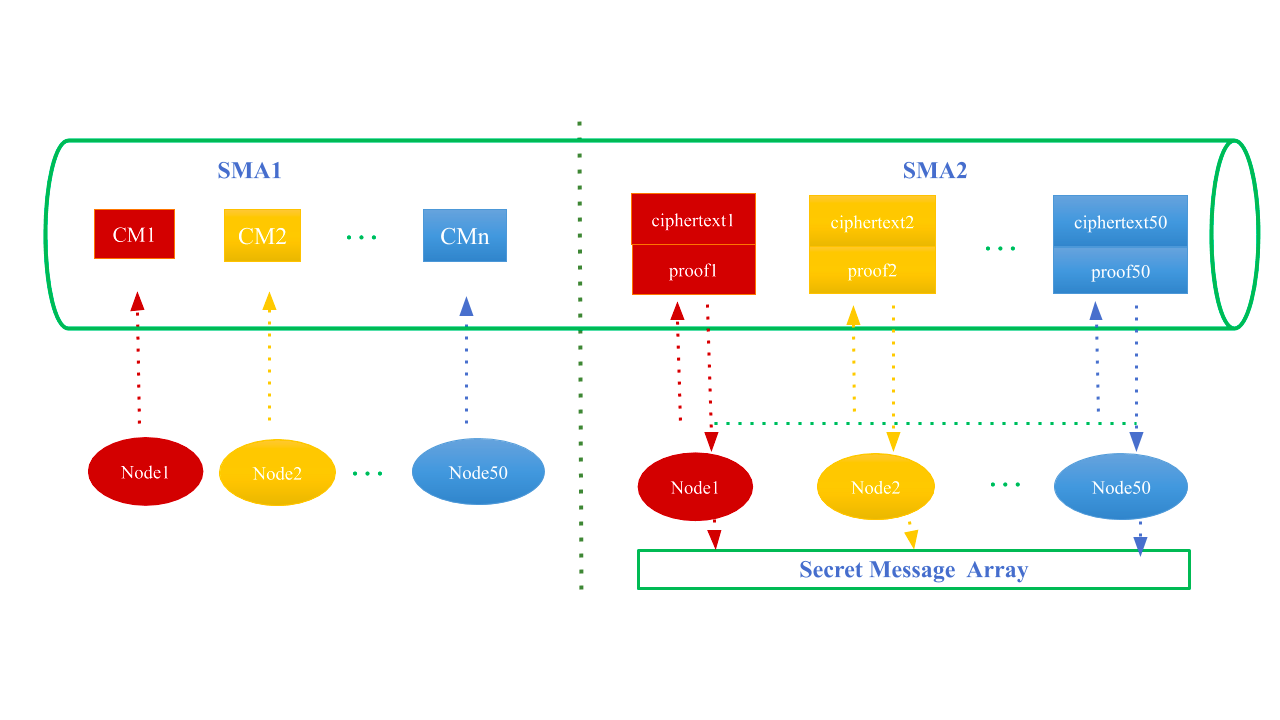 SMA1
SMA2
CM1
CM2
...
CMn
ciphertext1
proof1
ciphertext2
proof2
...
ciphertext50
proof50
Node1
Node2
...
Node50
Node1
Node2
...
Node50
Secret Message Array